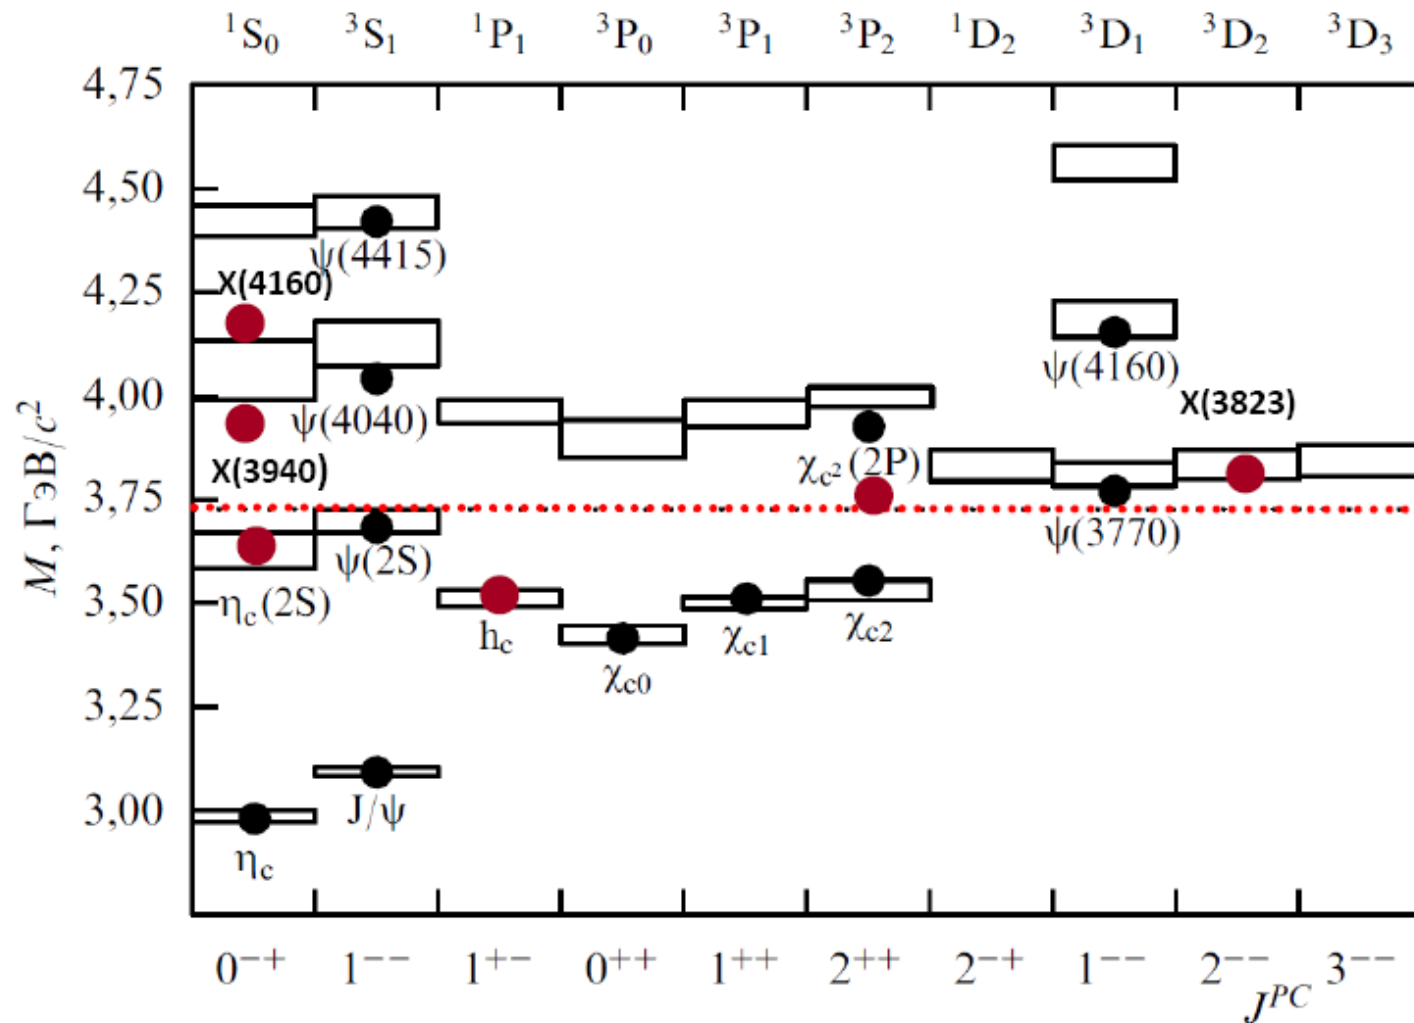 ¹S₀ ³S₁ ¹P₁ ³P₀ ³P₁ ³P₂ ¹D₂ ³D₁ ³D₂ ³D₃
4,75
4,50
ψ(4415)
X(4160)
4,25
ψ(4160)
4,00
X(3823)
ψ(4040)
χc²(2P)
X(3940)
3,75
ψ(3770)
ψ(2S)
ηc(2S)
3,50
hc
χc1
χc2
χc0
3,25
3,00
J/ψ
ηc
M, ГэВ/c²
0⁻⁺ 1⁻⁻ 1⁺⁻ 0⁺⁺ 1⁺⁺ 2⁺⁺ 2⁻⁺ 1⁻⁻ 2⁻⁻ 3⁻⁻
J^PC